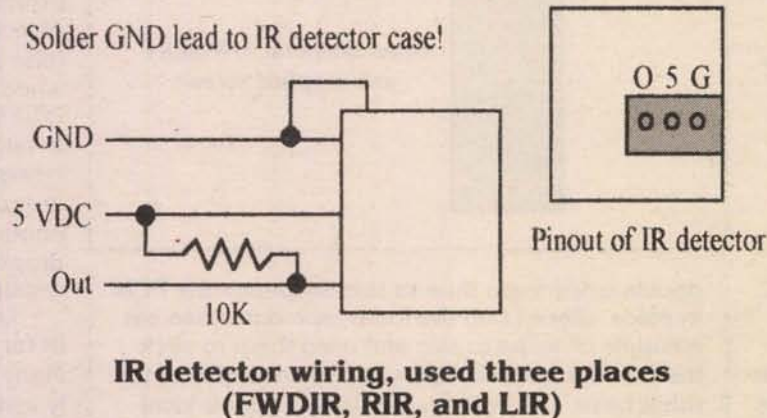 Solder GND lead to IR detector case!
GND
5 VDC
Out
10K
O 5 G
Pinout of IR detector
IR detector wiring, used three places
(FWDIR, RIR, and LIR)